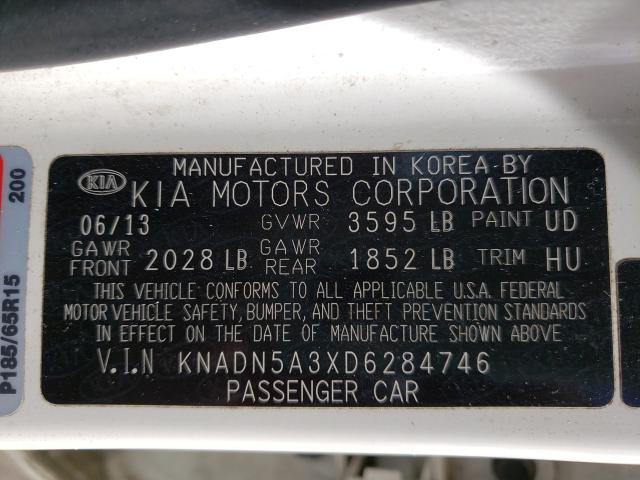 MANUFACTURED IN KOREA BY
KIA KIA MOTORS CORPORATION
06/13 GVWR 3595 LB PAINT UD
GAWR FRONT 2028 LB GAWR REAR 1852 LB TRIM HU
THIS VEHICLE CONFORMS TO ALL APPLICABLE U.S.A. FEDERAL
MOTOR VEHICLE SAFETY, BUMPER, AND THEFT PREVENTION STANDARDS
IN EFFECT ON THE DATE OF MANUFACTURE SHOWN ABOVE
V.I.N KNADN5A3XD6284746
PASSENGER CAR
P185/65R15
200